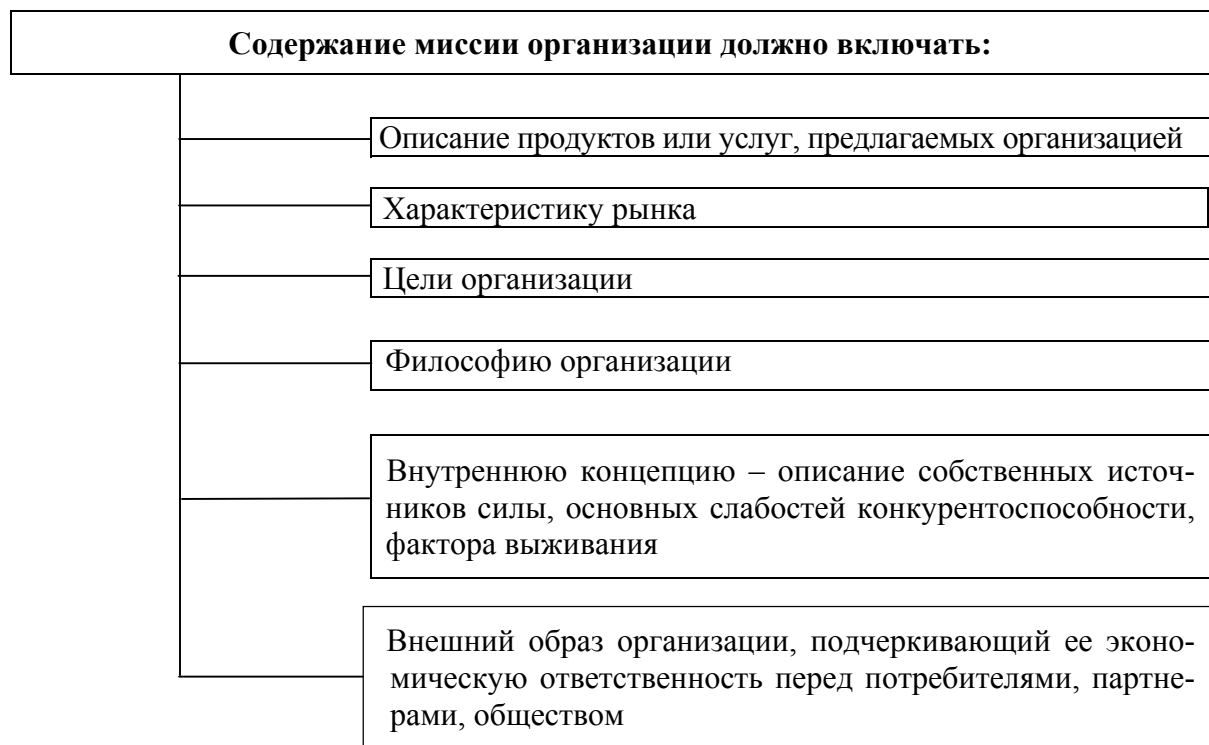 Содержание миссии организации должно включать:
Описание продуктов или услуг, предлагаемых организацией
Характеристику рынка
Цели организации
Философию организации
Внутреннюю концепцию – описание собственных источ-
ников силы, основных слабостей конкурентоспособности,
фактора выживания
Внешний образ организации, подчеркивающий ее эконо-
мическую ответственность перед потребителями, партне-
рами, обществом